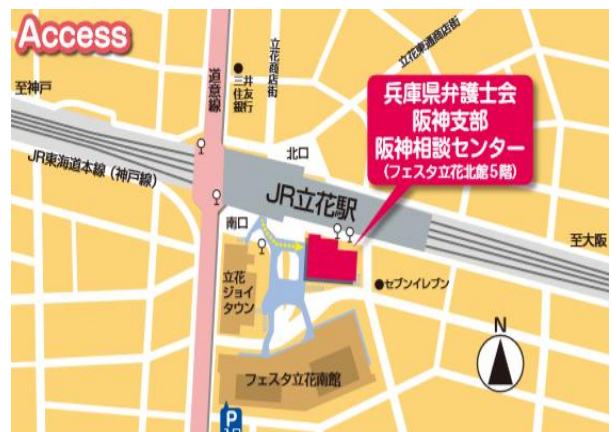 Access
至神戸
道意線
三井
住友
銀行
立花商店街
立花東通商店街
兵庫県弁護士会
阪神支部
阪神相談センター
(フェスタ立花北館5階)
JR東海道本線(神戸線)
北口
JR立花駅
南口
至大阪
立花
ジョイ
タウン
セブンイレブン
N
フェスタ立花南館
P
入口